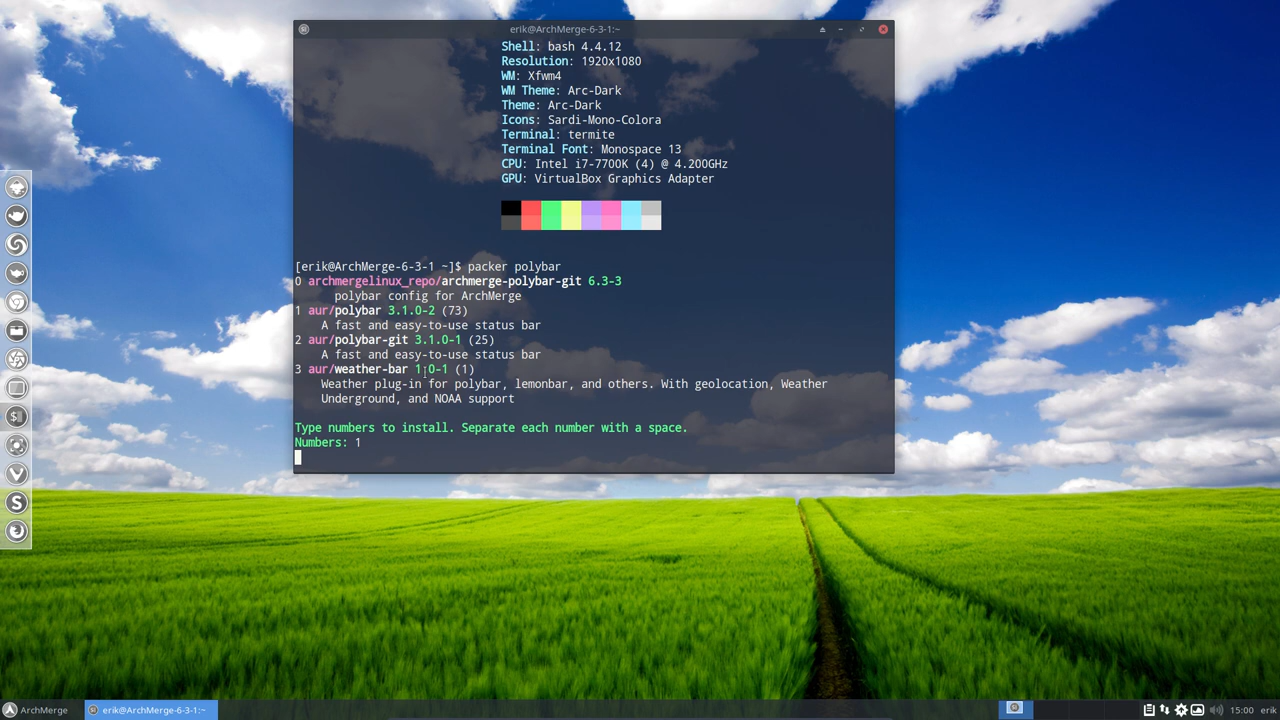 erik@ArchMerge-6-3-1:~
Shell: bash 4.4.12
Resolution: 1920x1080
WM: Xfwm4
WM Theme: Arc-Dark
Theme: Arc-Dark
Icons: Sardi-Mono-Colora
Terminal: termite
Terminal Font: Monospace 13
CPU: Intel i7-7700K (4) @ 4.200GHz
GPU: VirtualBox Graphics Adapter
[erik@ArchMerge-6-3-1 ~]$ packer polybar
0 archmergelinux_repo/archmerge-polybar-git 6.3-3
polybar config for ArchMerge
1 aur/polybar 3.1.0-2 (73)
A fast and easy-to-use status bar
2 aur/polybar-git 3.1.0-1 (25)
A fast and easy-to-use status bar
3 aur/weather-bar 1.0-1 (1)
Weather plug-in for polybar, lemonbar, and others. With geolocation, Weather
Underground, and NOAA support
Type numbers to install. Separate each number with a space.
Numbers: 1
ArchMerge
erik@ArchMerge-6-3-1:~
15:00
erik